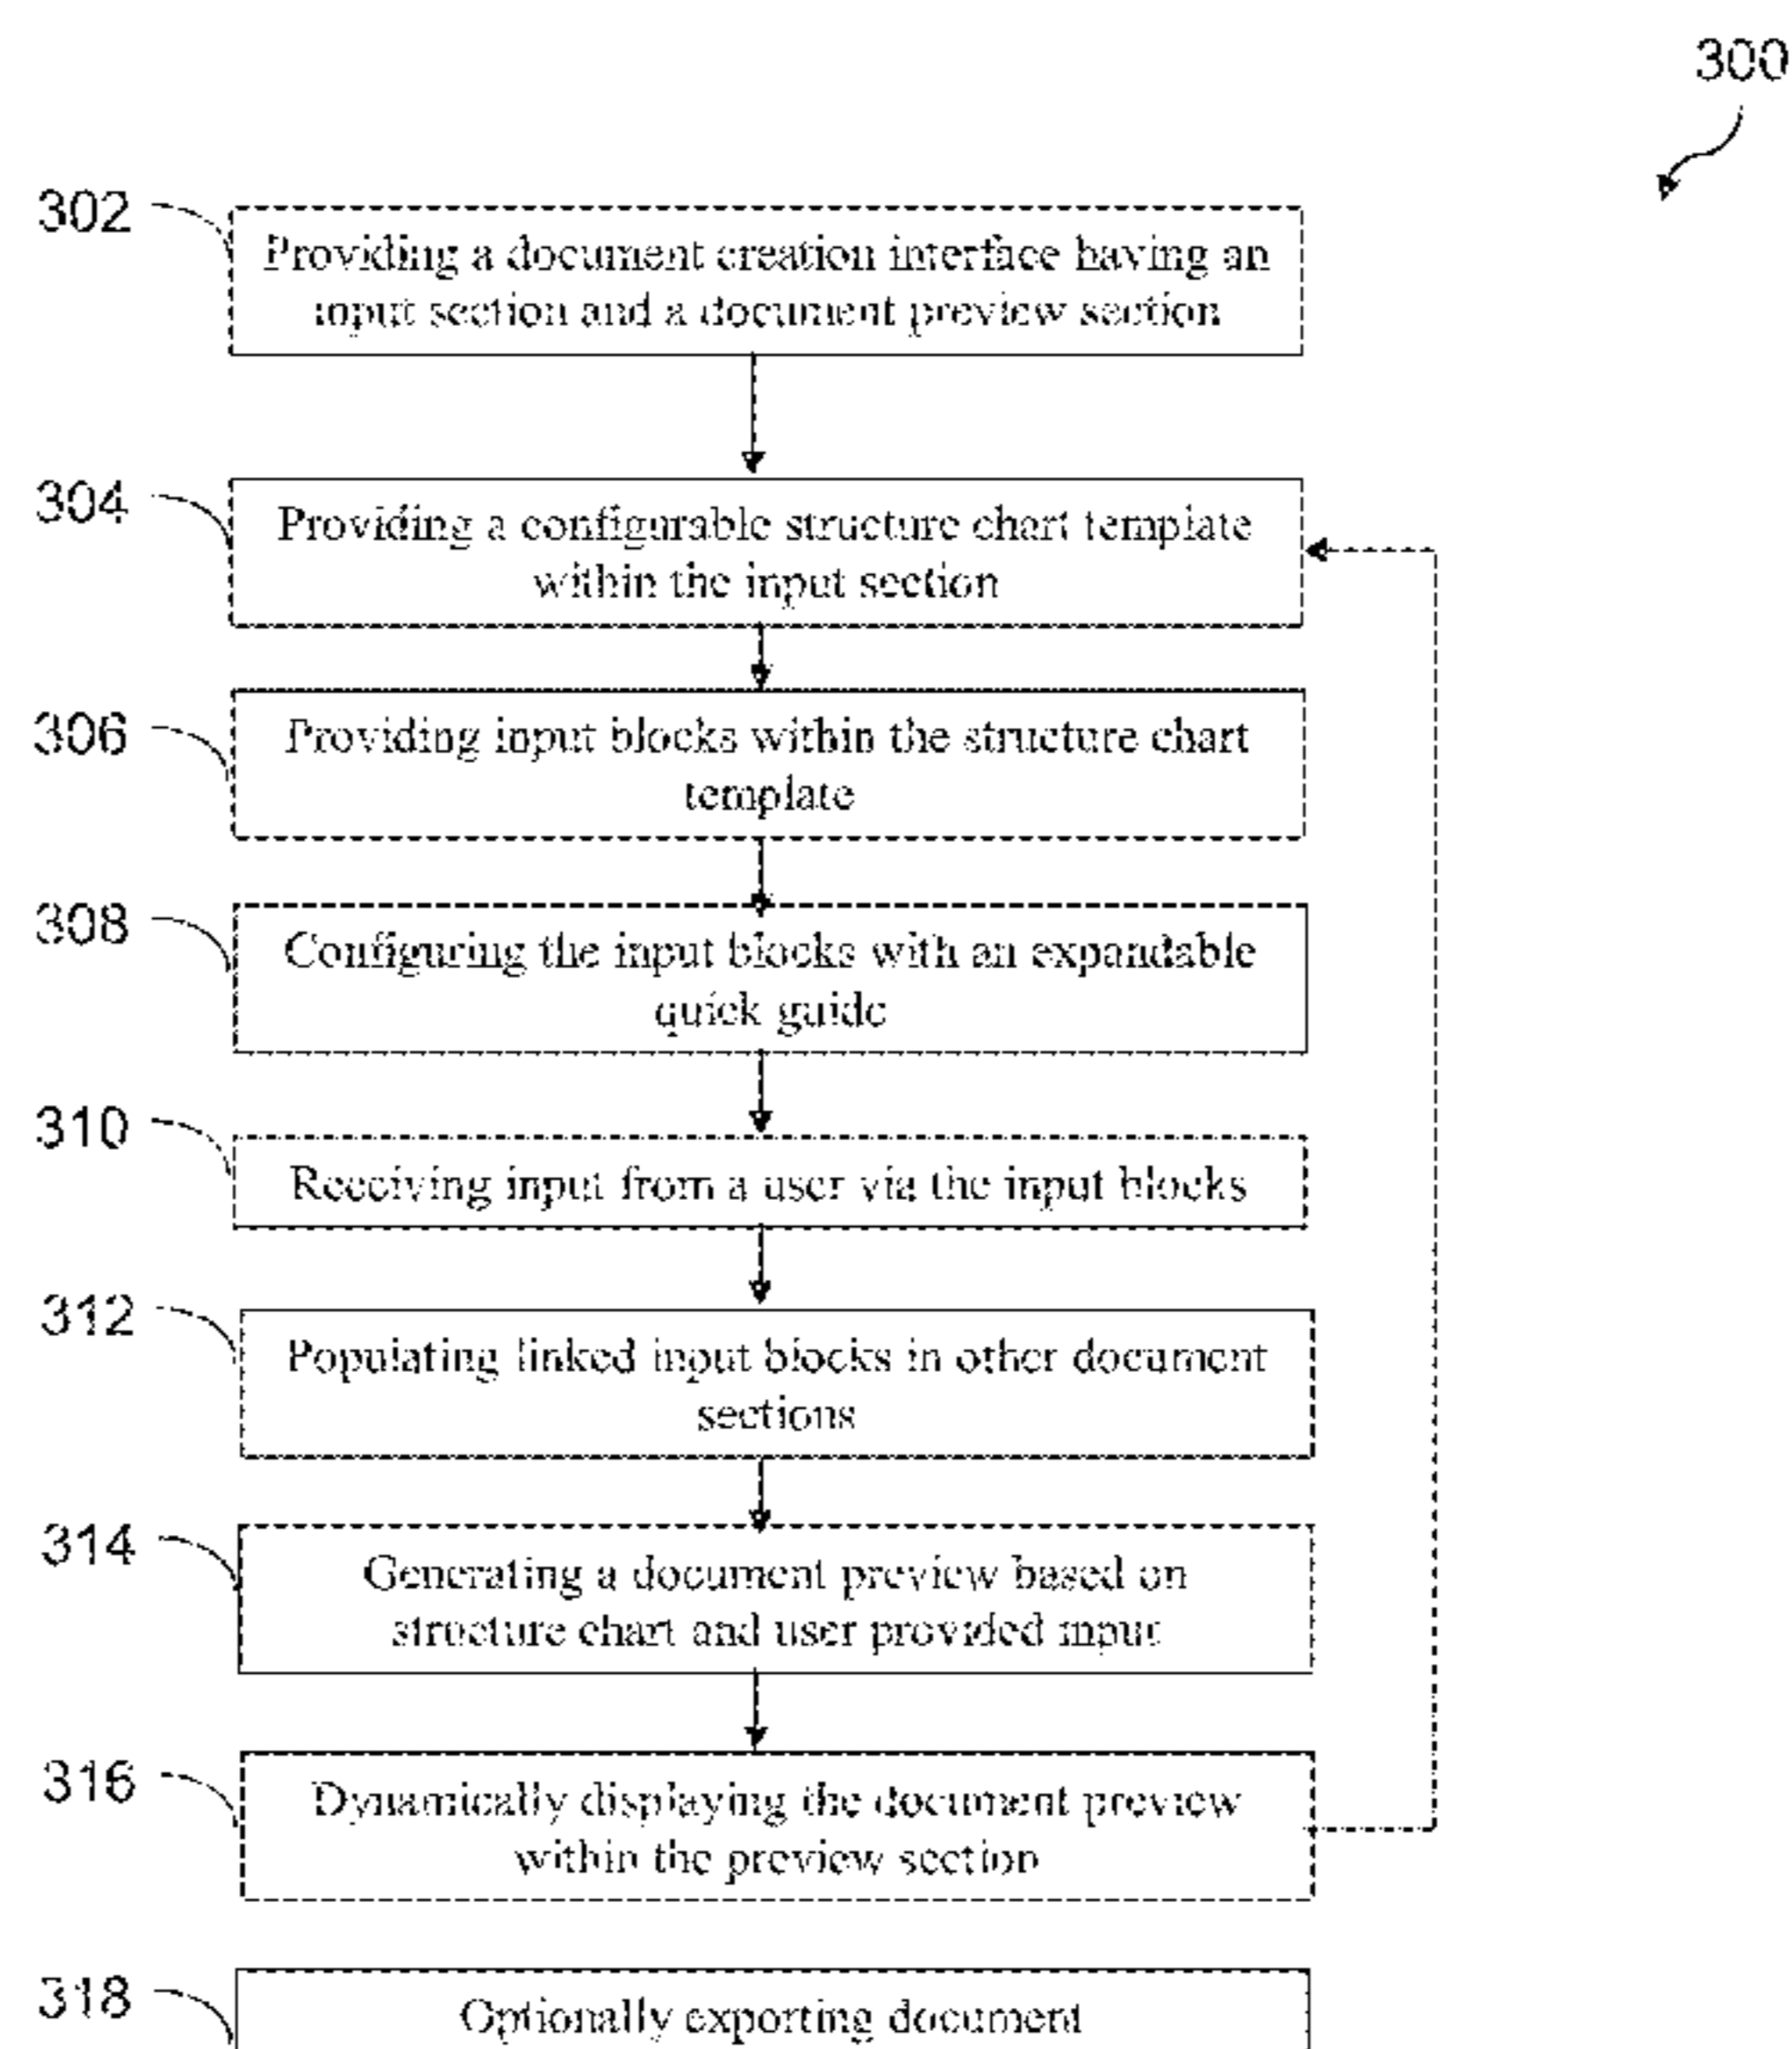 300
302
Providing a document creation interface having an
input section and a document preview section
304
Providing a configurable structure chart template
within the input section
306
Providing input blocks within the structure chart
template
308
Configuring the input blocks with an expandable
quick guide
310
Receiving input from a user via the input blocks
312
Populating linked input blocks in other document
sections
314
Generating a document preview based on
structure chart and user provided input
316
Dynamically displaying the document preview
within the preview section
318
Optionally exporting document